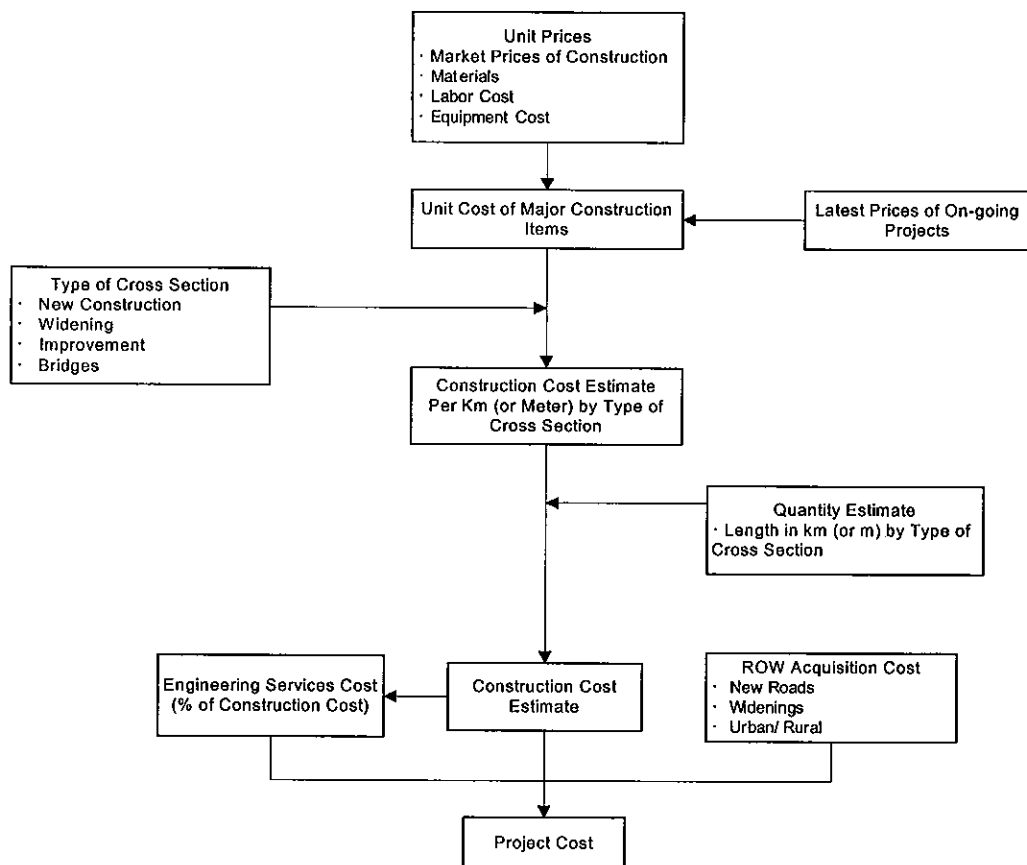 Unit Prices
· Market Prices of Construction
· Materials
· Labor Cost
· Equipment Cost
Unit Cost of Major Construction
Items
Latest Prices of On-going
Projects
Type of Cross Section
· New Construction
· Widening
· Improvement
· Bridges
Construction Cost Estimate
Per Km (or Meter) by Type of
Cross Section
Quantity Estimate
· Length in km (or m) by Type of
Cross Section
Engineering Services Cost
(% of Construction Cost)
Construction Cost
Estimate
ROW Acquisition Cost
· New Roads
· Widenings
· Urban/ Rural
Project Cost